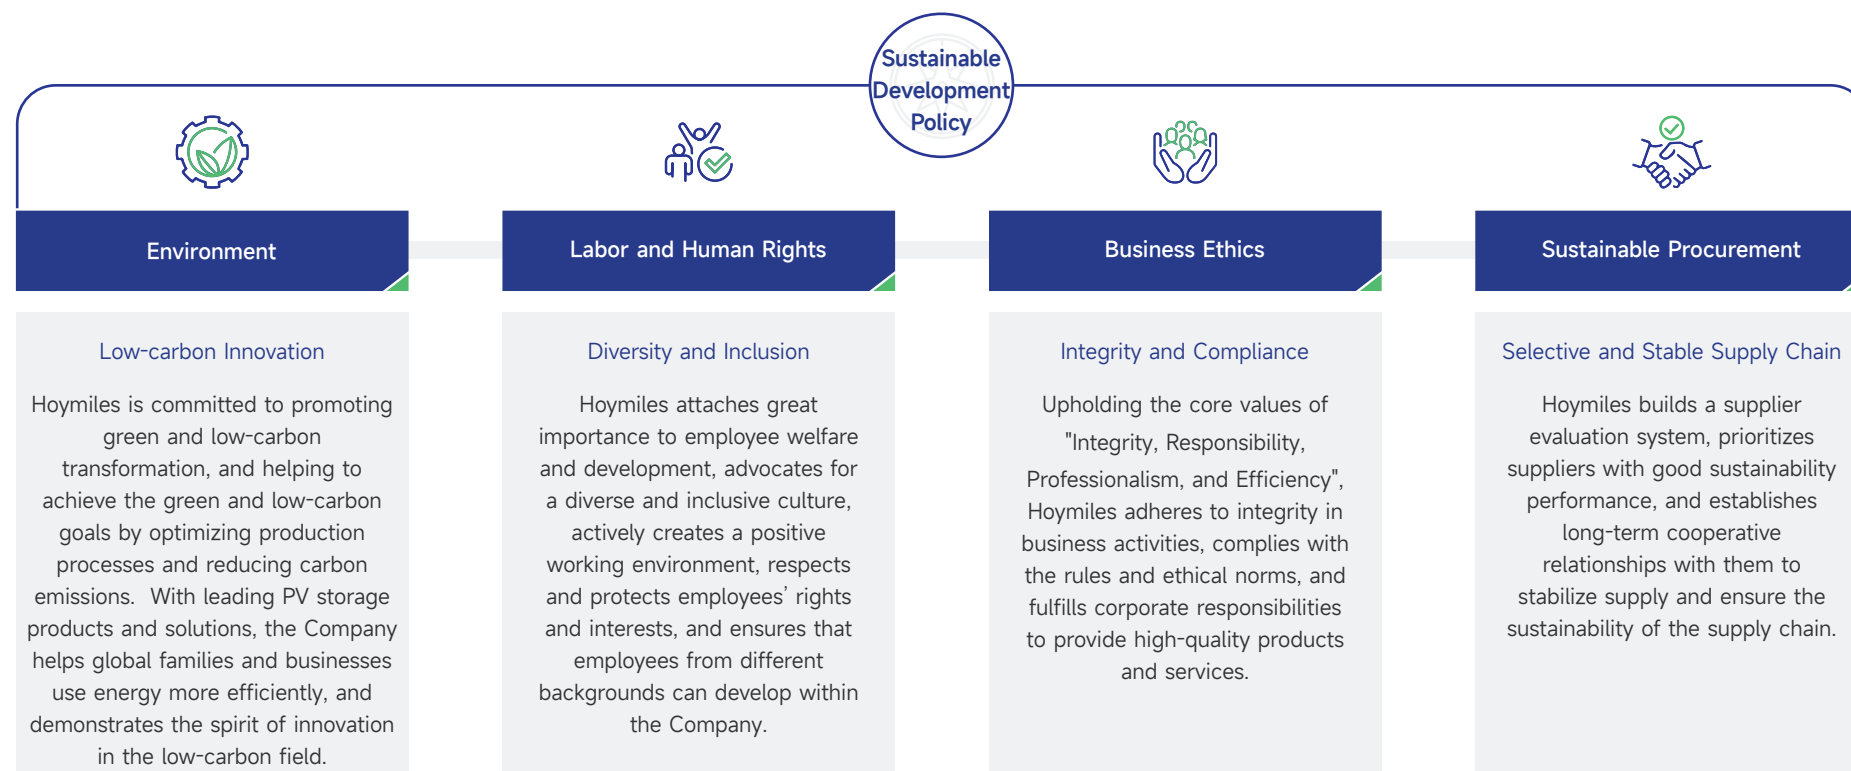 Sustainable
Development
Policy
Environment
Low-carbon Innovation
Hoymiles is committed to promoting
green and low-carbon
transformation, and helping to
achieve the green and low-carbon
goals by optimizing production
processes and reducing carbon
emissions.  With leading PV storage
products and solutions, the Company
helps global families and businesses
use energy more efficiently, and
demonstrates the spirit of innovation
in the low-carbon field.
Labor and Human Rights
Diversity and Inclusion
Hoymiles attaches great
importance to employee welfare
and development, advocates for
a diverse and inclusive culture,
actively creates a positive
working environment, respects
and protects employees’ rights
and interests, and ensures that
employees from different
backgrounds can develop within
the Company.
Business Ethics
Integrity and Compliance
Upholding the core values of
"Integrity, Responsibility,
Professionalism, and Efficiency",
Hoymiles adheres to integrity in
business activities, complies with
the rules and ethical norms, and
fulfills corporate responsibilities
to provide high-quality products
and services.
Sustainable Procurement
Selective and Stable Supply Chain
Hoymiles builds a supplier
evaluation system, prioritizes
suppliers with good sustainability
performance, and establishes
long-term cooperative
relationships with them to
stabilize supply and ensure the
sustainability of the supply chain.